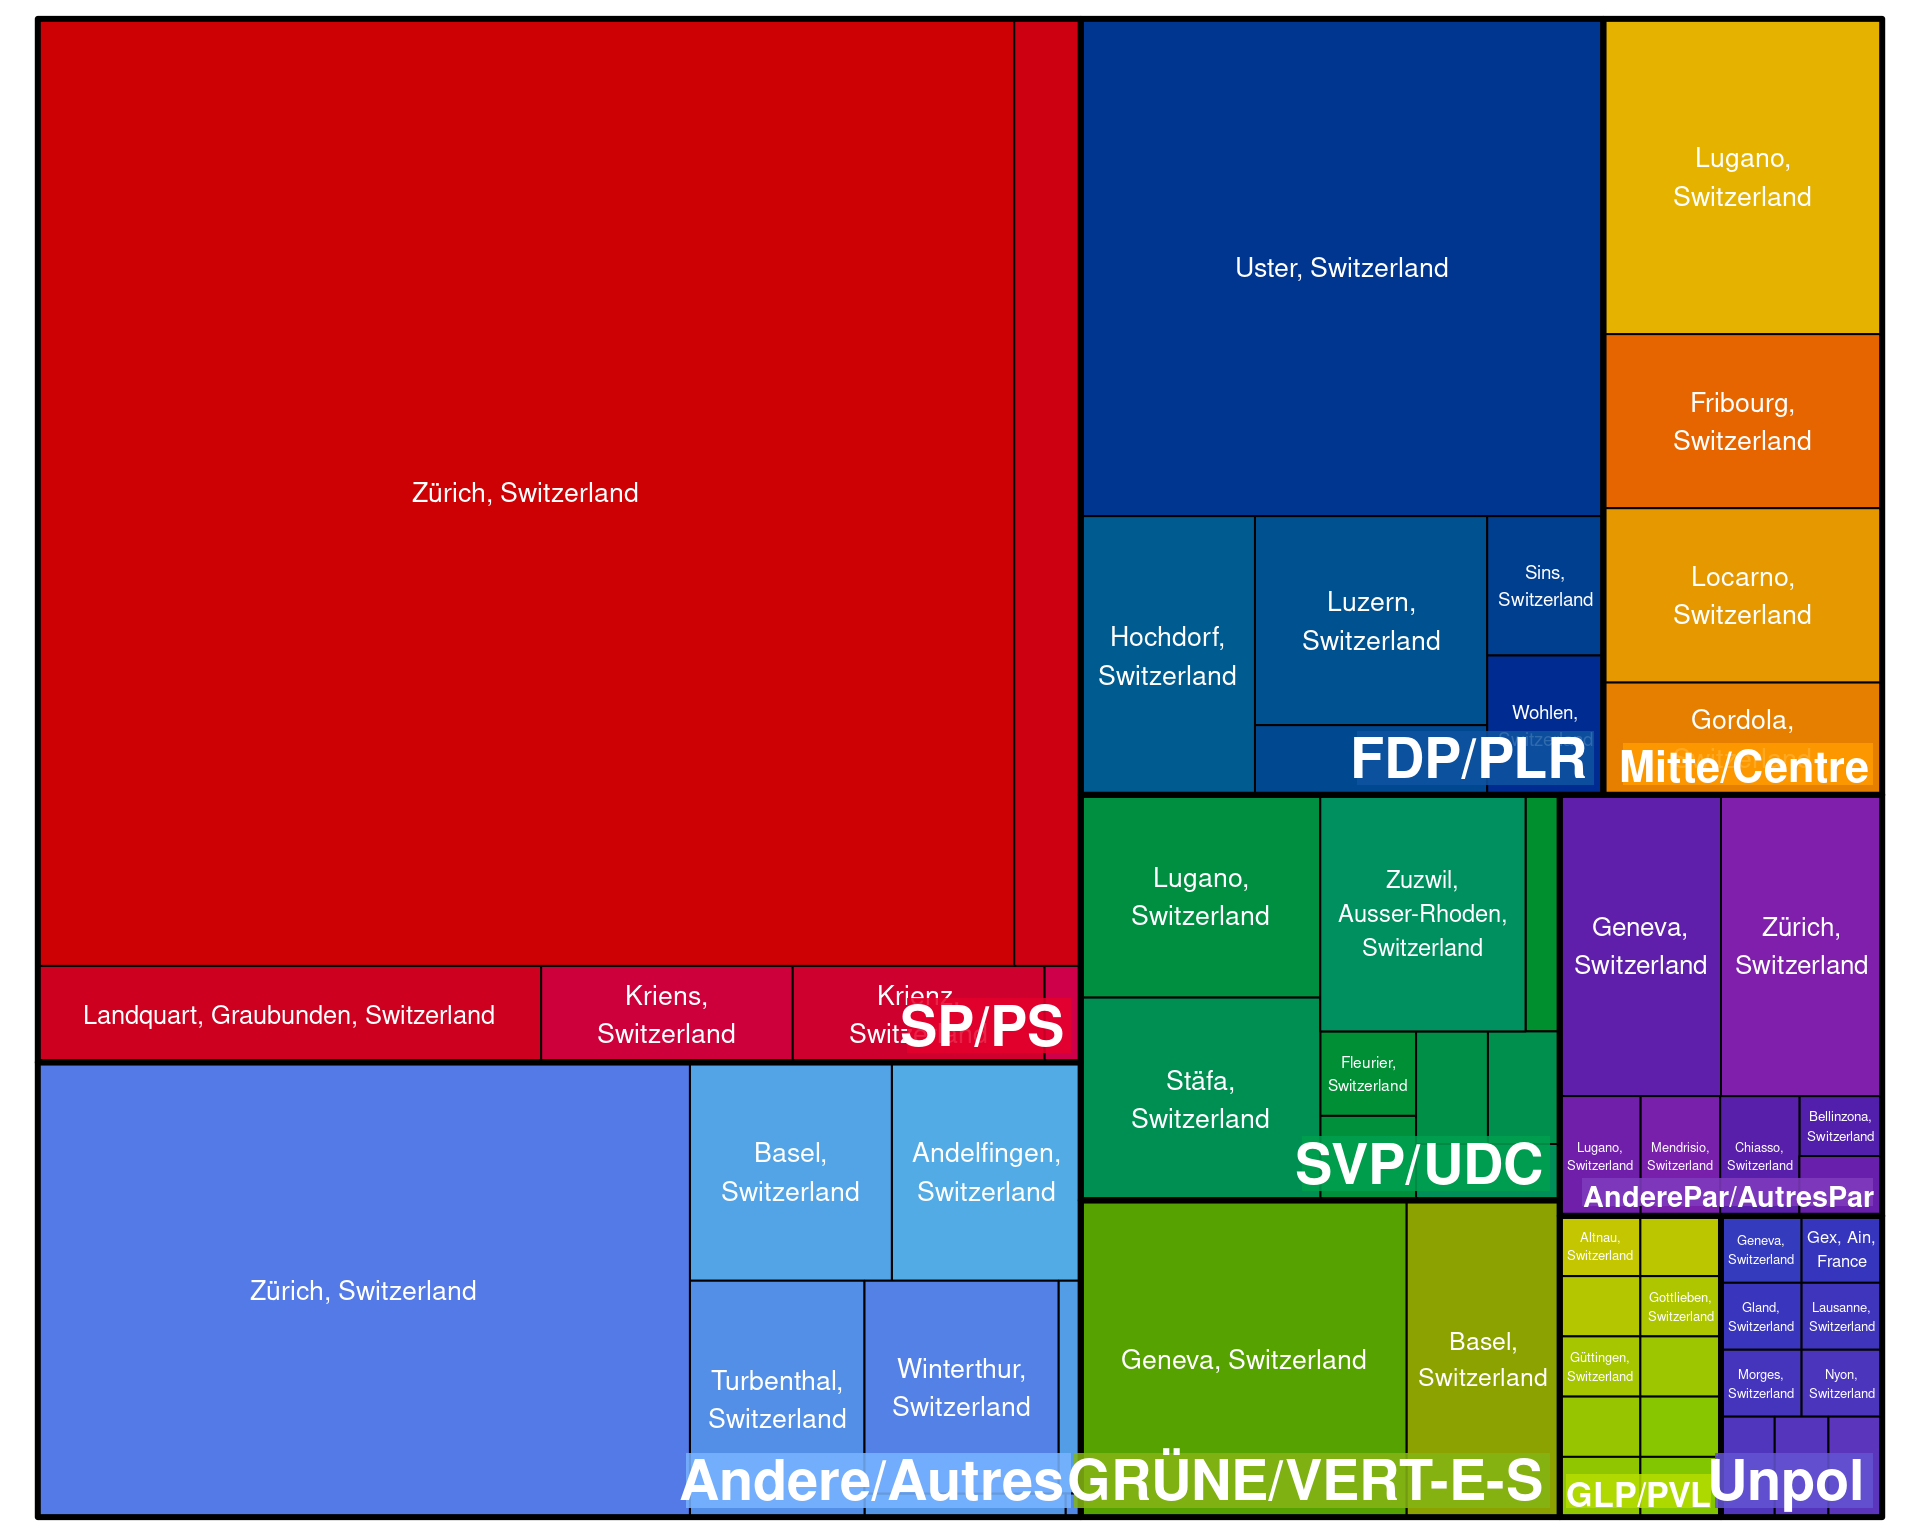 Zürich, Switzerland
Landquart, Graubunden, Switzerland
Kriens,
Switzerland
Krienz,
Switzerland
SP/PS
Zürich, Switzerland
Basel,
Switzerland
Andelfingen,
Switzerland
Turbenthal,
Switzerland
Winterthur,
Switzerland
Andere/Autres
Uster, Switzerland
Hochdorf,
Switzerland
Luzern,
Switzerland
Sins,
Switzerland
Wohlen,
Switzerland
FDP/PLR
Lugano,
Switzerland
Fribourg,
Switzerland
Locarno,
Switzerland
Gordola,
Switzerland
Mitte/Centre
Lugano,
Switzerland
Zuzwil,
Ausser-Rhoden,
Switzerland
Stäfa,
Switzerland
Fleurier,
Switzerland
SVP/UDC
Geneva, Switzerland
Basel,
Switzerland
GRÜNE/VERT-E-S
Geneva,
Switzerland
Zürich,
Switzerland
Lugano,
Switzerland
Mendrisio,
Switzerland
Chiasso,
Switzerland
Bellinzona,
Switzerland
AnderePar/AutresPar
Altnau,
Switzerland
Gottlieben,
Switzerland
Güttingen,
Switzerland
GLP/PVL
Geneva,
Switzerland
Gex, Ain,
France
Gland,
Switzerland
Lausanne,
Switzerland
Morges,
Switzerland
Nyon,
Switzerland
Unpol